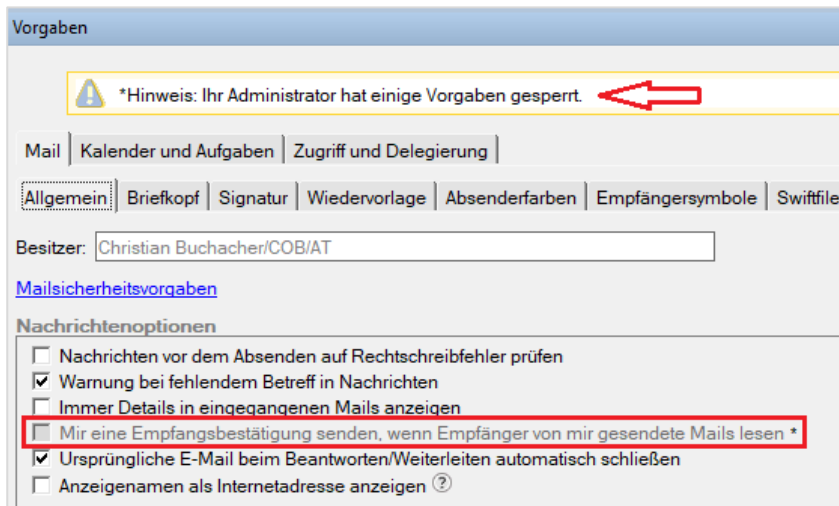 Vorgaben
*Hinweis: Ihr Administrator hat einige Vorgaben gesperrt.
Mail Kalender und Aufgaben Zugriff und Delegierung
Allgemein Briefkopf Signatur Wiedervorlage Absenderfarben Empfängersymbole Swiftfile
Besitzer: Christian Buchacher/COB/AT
Mailsicherheitsvorgaben
Nachrichtenoptionen
Nachrichten vor dem Absenden auf Rechtschreibfehler prüfen
Warnung bei fehlendem Betreff in Nachrichten
Immer Details in eingegangenen Mails anzeigen
Mir eine Empfangsbestätigung senden, wenn Empfänger von mir gesendete Mails lesen *
Ursprüngliche E-Mail beim Beantworten/Weiterleiten automatisch schließen
Anzeigenamen als Internetadresse anzeigen ?